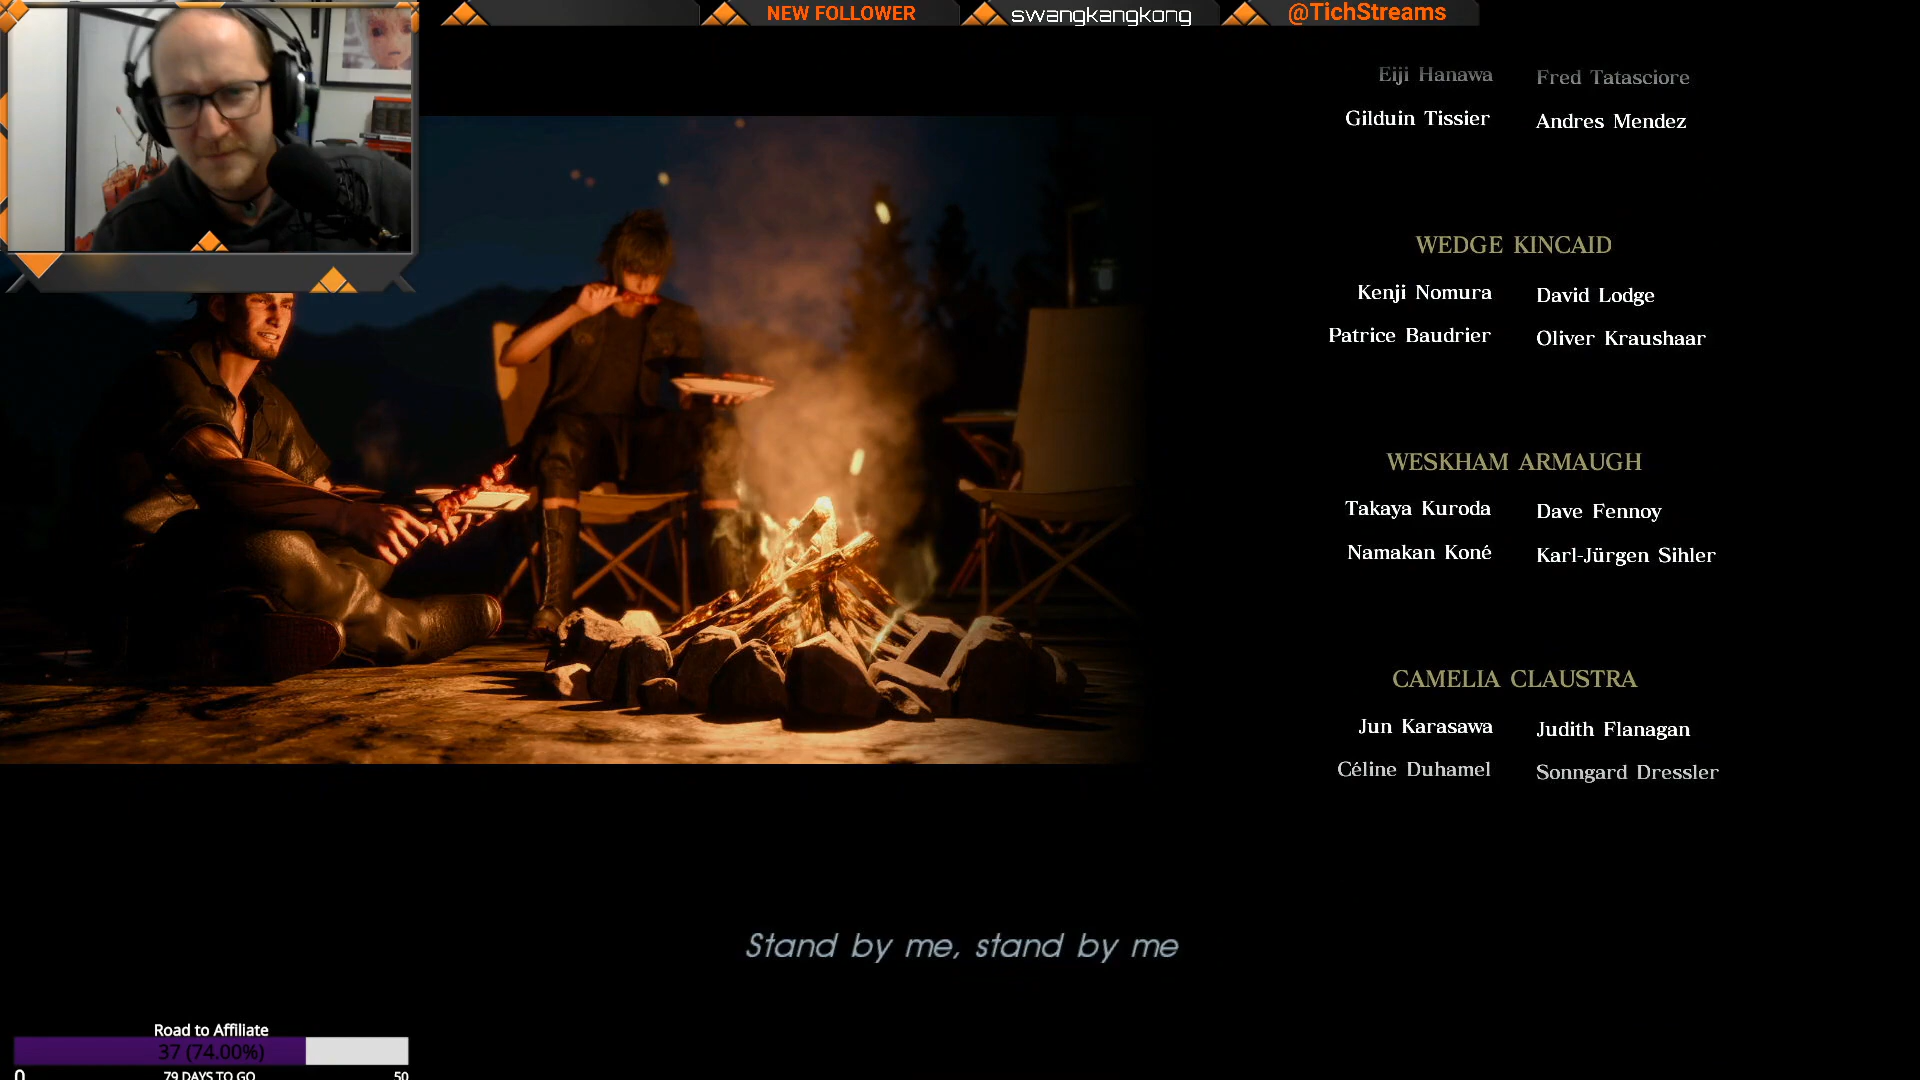 NEW FOLLOWER
swangkangkong
@TichStreams
Eiji Hanawa
Fred Tatasciore
Gilduin Tissier
Andres Mendez
WEDGE KINCAID
Kenji Nomura
David Lodge
Patrice Baudrier
Oliver Kraushaar
WESKHAM ARMAUGH
Takaya Kuroda
Dave Fennoy
Namakan Koné
Karl-Jürgen Sihler
CAMELIA CLAUSTRA
Jun Karasawa
Judith Flanagan
Céline Duhamel
Sonngard Dressler
Stand by me, stand by me
Road to Affiliate
37 (74.00%)
0
79 DAYS TO GO
50